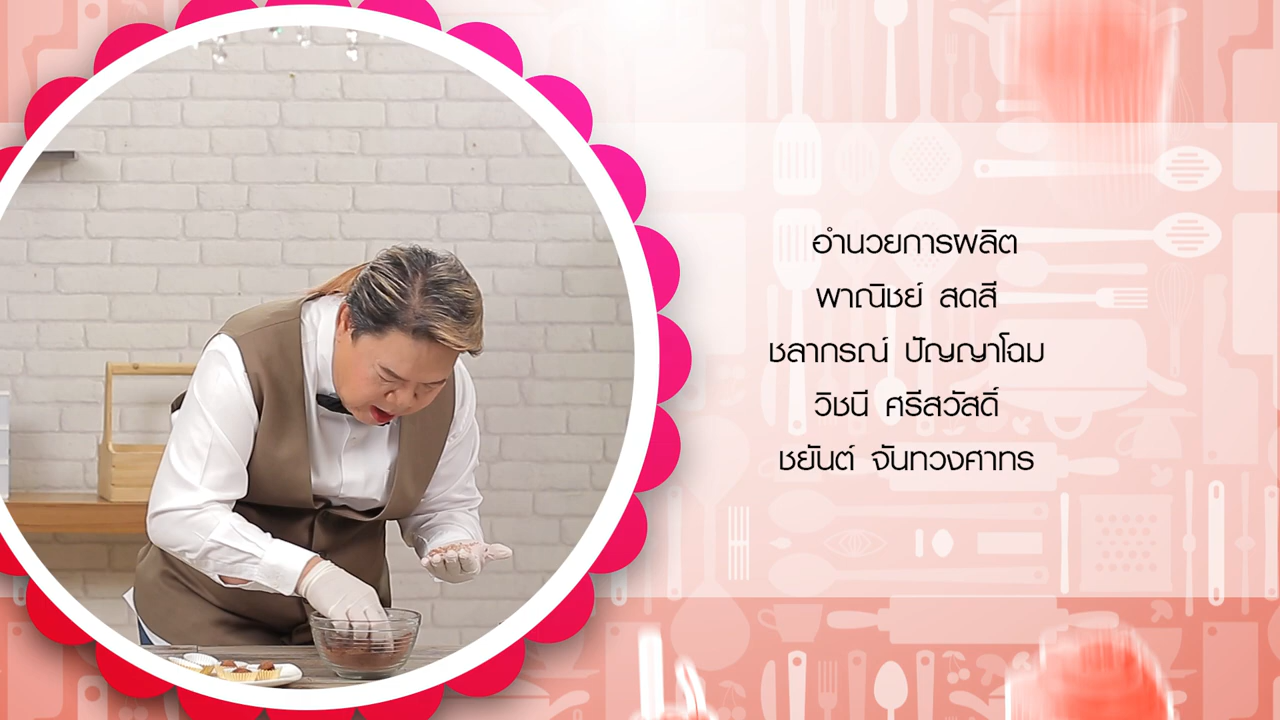 อำนวยการผลิต
พาณิชย์ สดสี
ชลากรณ์ ปัญญาโฉม
วิชนี ศรีสวัสดิ์
ชยันต์ จันทวงศาทร